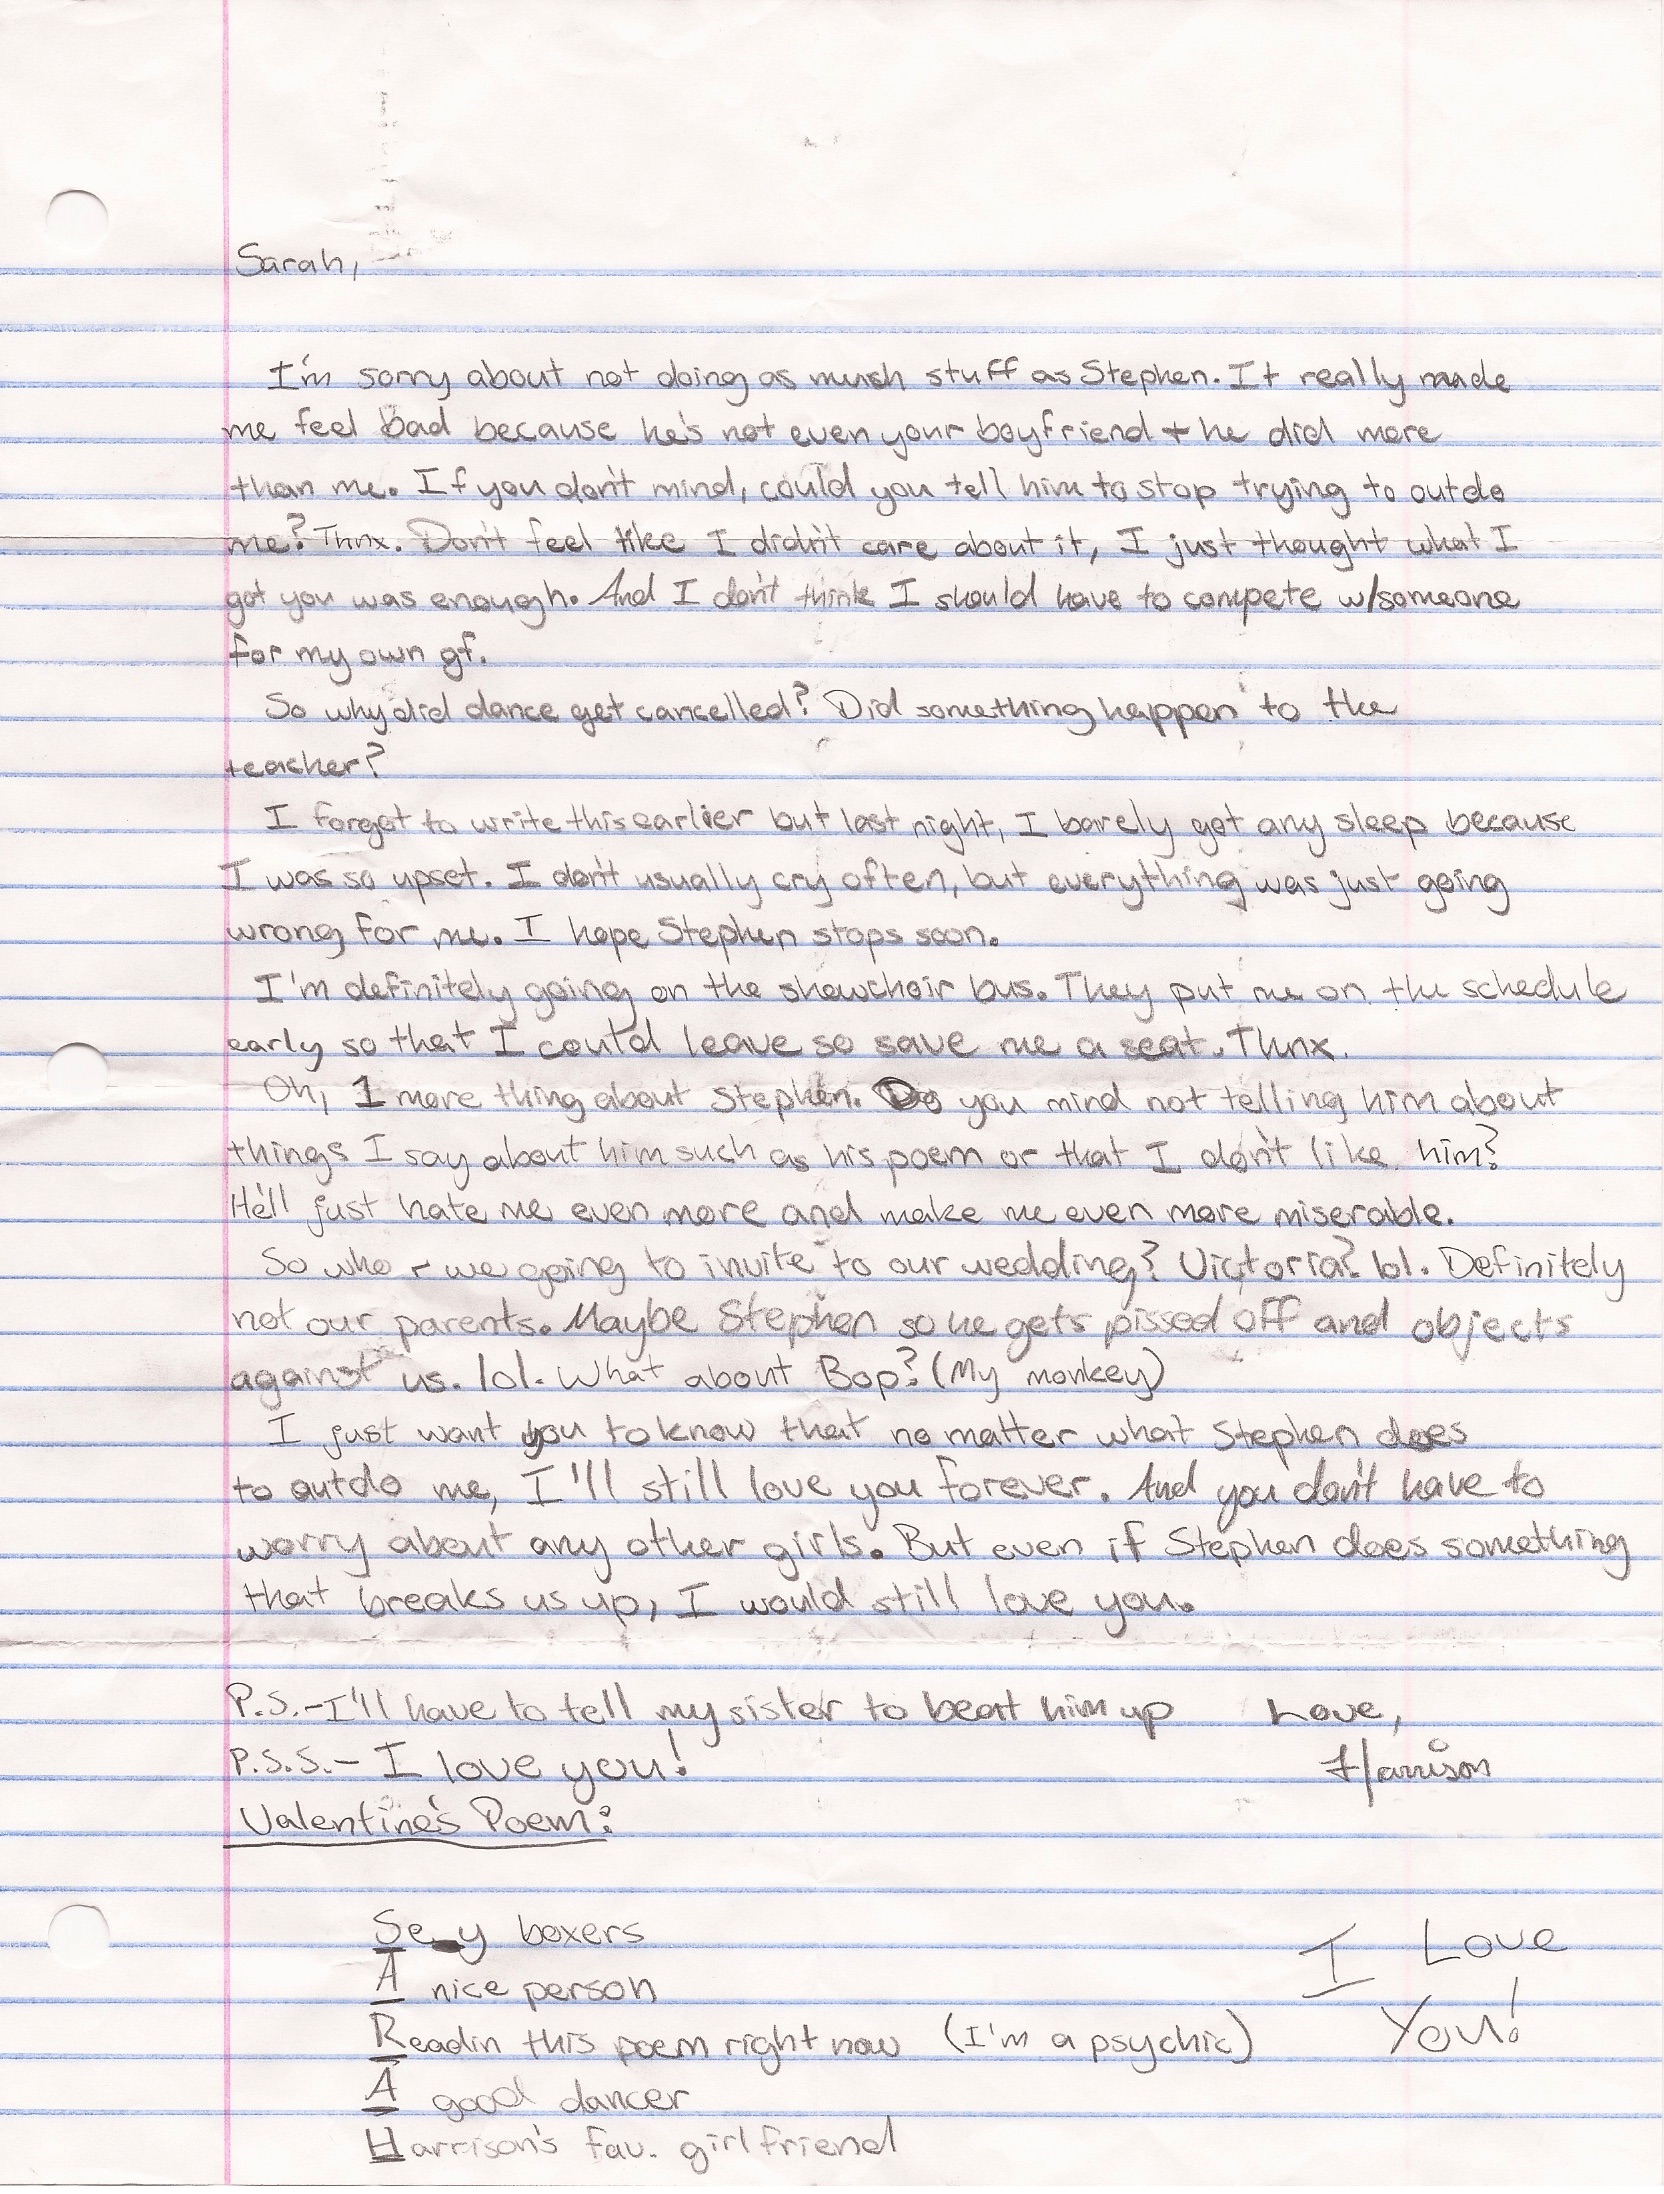 Sarah,
I'm sorry about not doing as much stuff as Stephen. It really made
me feel bad because he's not even your boyfriend + he did more
than me. If you don't mind, could you tell him to stop trying to outdo
me? Thnx. Don't feel like I didn't care about it, I just thought what I
got you was enough. And I don't think I should have to compete w/someone
for my own gf.
So why did dance get cancelled? Did something happen to the
teacher?
I forgot to write this earlier but last night, I barely got any sleep because
I was so upset. I don't usually cry often, but everything was just going
wrong for me. I hope Stephen stops soon.
I'm definitely going on the showchoir bus. They put me on the schedule
early so that I could leave so save me a seat. Thnx.
Oh, 1 more thing about Stephen. Do you mind not telling him about
things I say about him such as his poem or that I don't like him?
He'll just hate me even more and make me even more miserable.
So who r we going to invite to our wedding? Victoria? lol. Definitely
not our parents. Maybe Stephen so he gets pissed off and objects
against us. lol. What about Bop? (My monkey)
I just want you to know that no matter what Stephen does
to outdo me, I'll still love you forever. And you don't have to
worry about any other girls. But even if Stephen does something
that breaks us up, I would still love you.
P.S.-I'll have to tell my sister to beat him up Love,
P.S.S.- I love you! Harrison
Valentine's Poem:
boxers I Love
A nice person
Readin this poem right now (I'm a psychic) You!
A good dancer
Harrison's fav. girlfriend